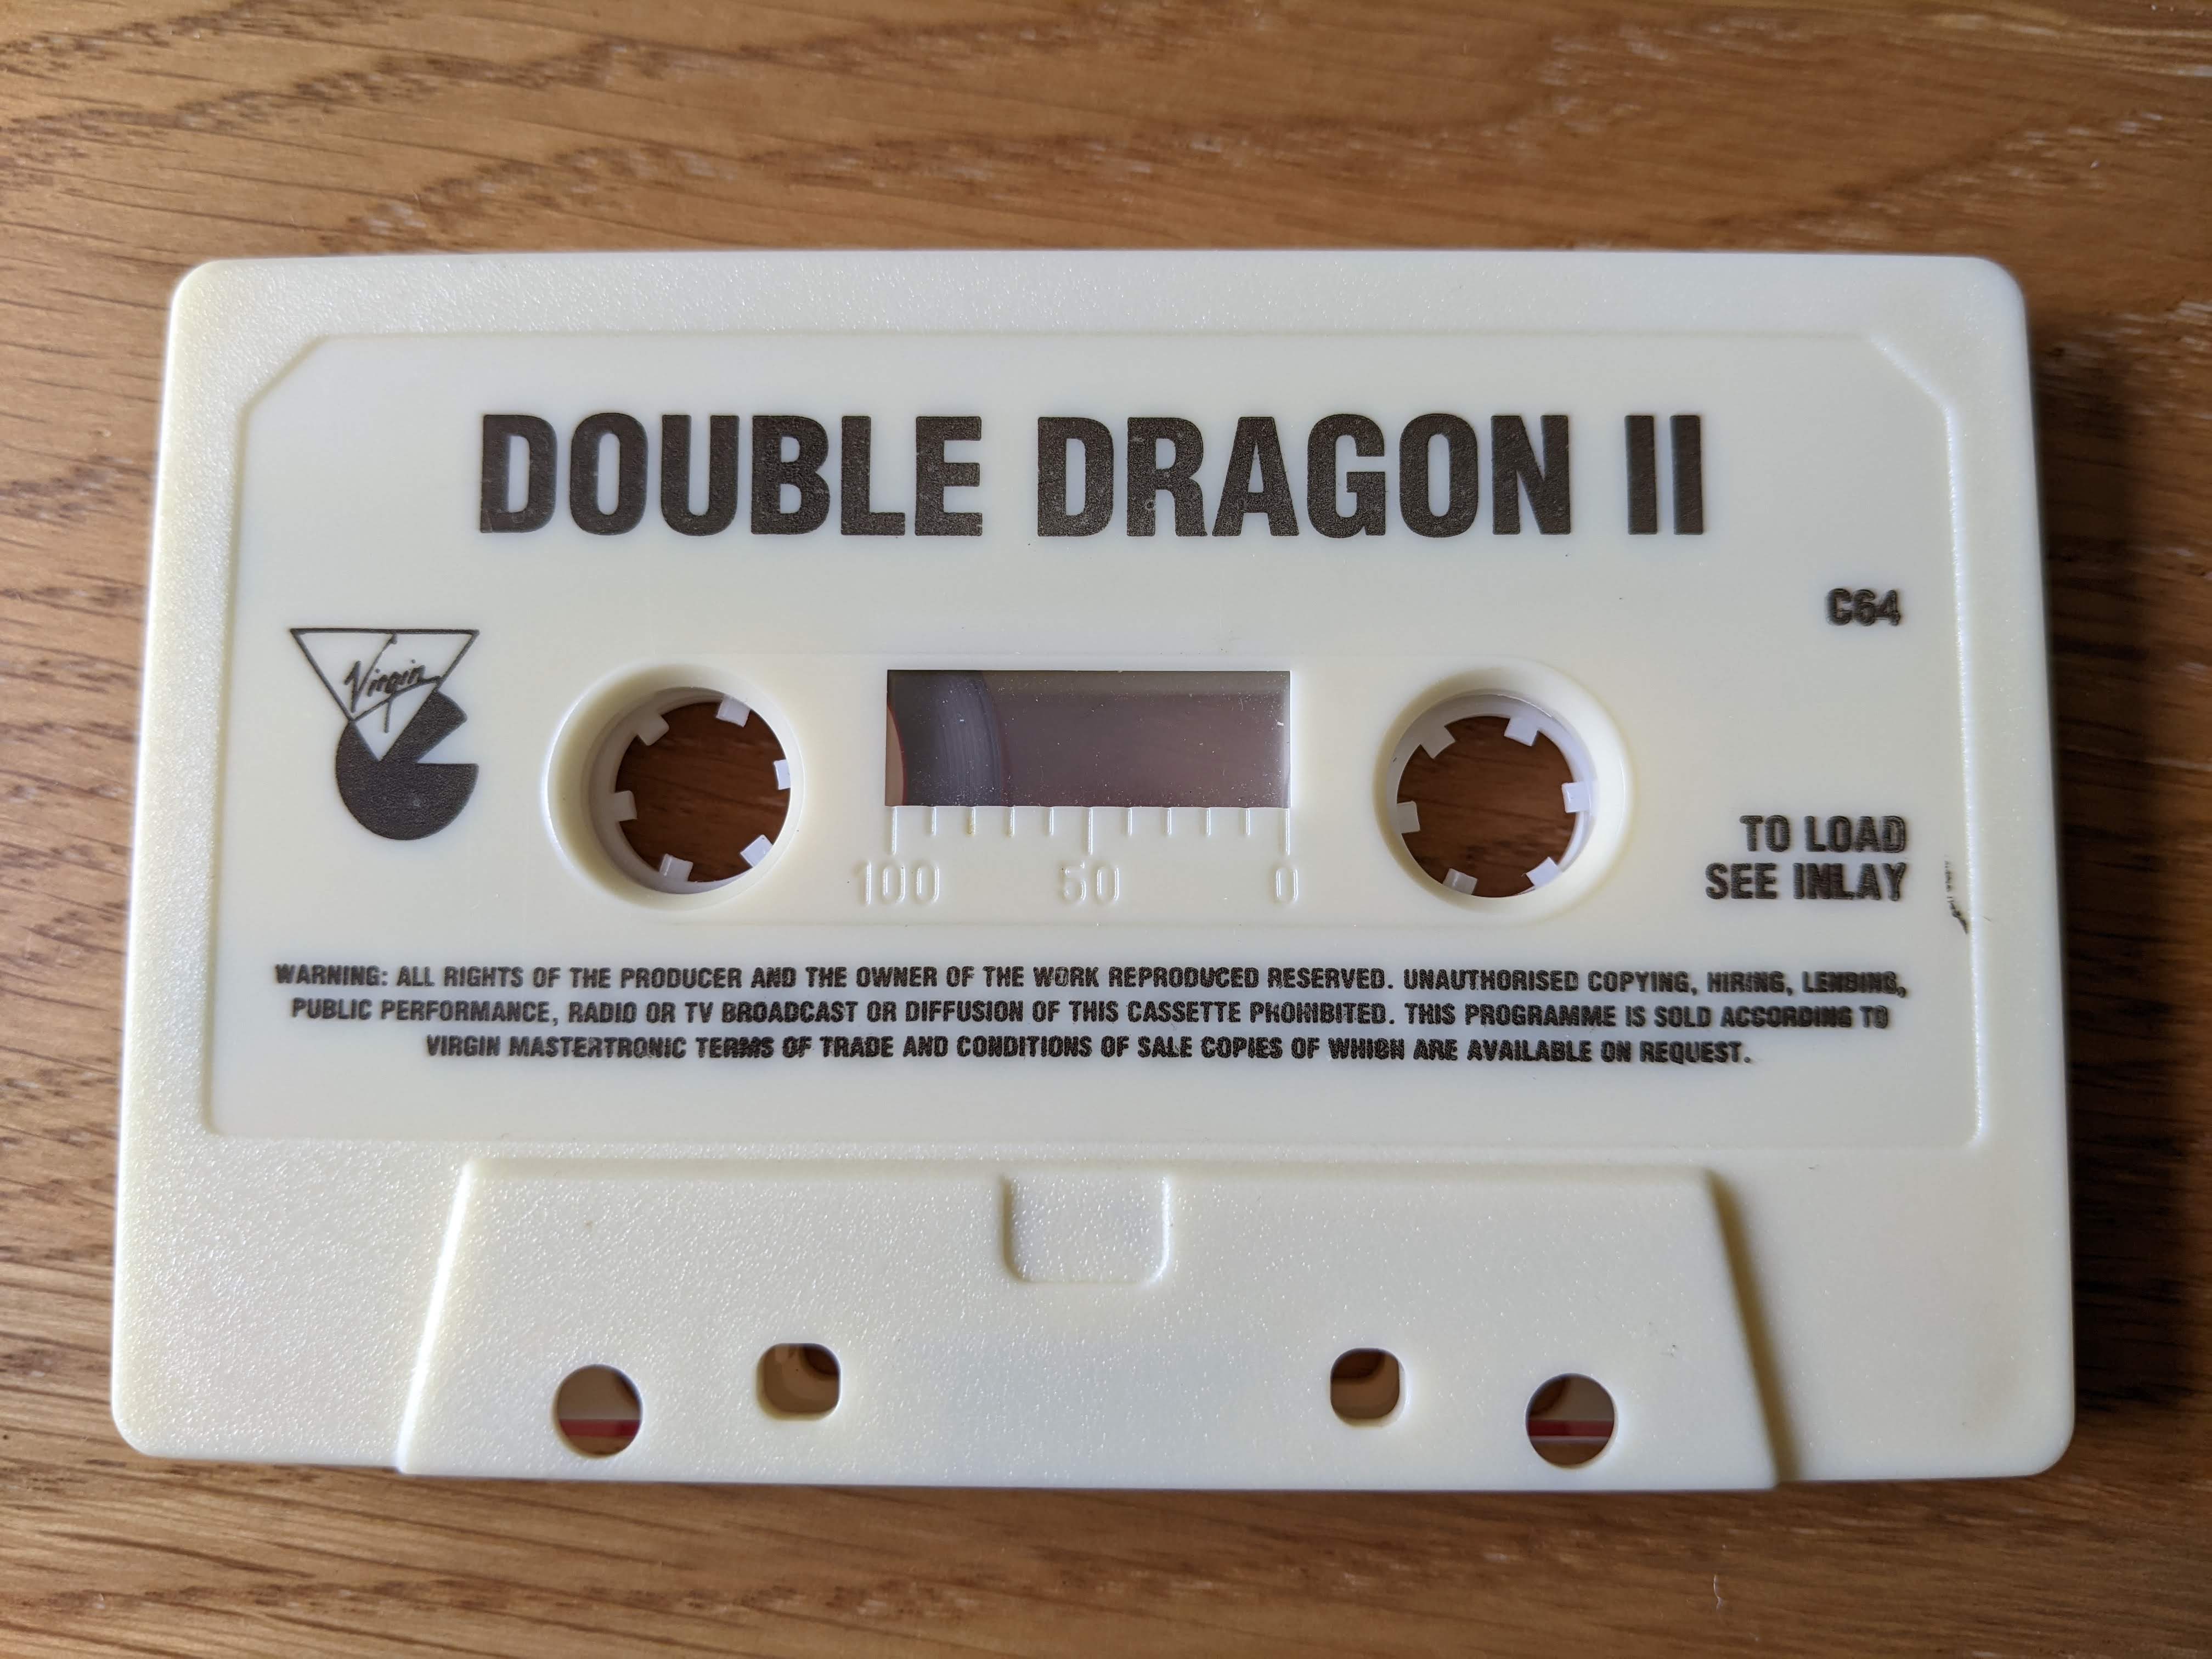 DOUBLE DRAGON II
C64
Virgin
100 50 0
TO LOAD
SEE INLAY
WARNING: ALL RIGHTS OF THE PRODUCER AND THE OWNER OF THE WORK REPRODUCED RESERVED. UNAUTHORISED COPYING, HIRING, LENDING,
PUBLIC PERFORMANCE, RADIO OR TV BROADCAST OR DIFFUSION OF THIS CASSETTE PROHIBITED. THIS PROGRAMME IS SOLD ACCORDING TO
VIRGIN MASTERTRONIC TERMS OF TRADE AND CONDITIONS OF SALE COPIES OF WHICH ARE AVAILABLE ON REQUEST.